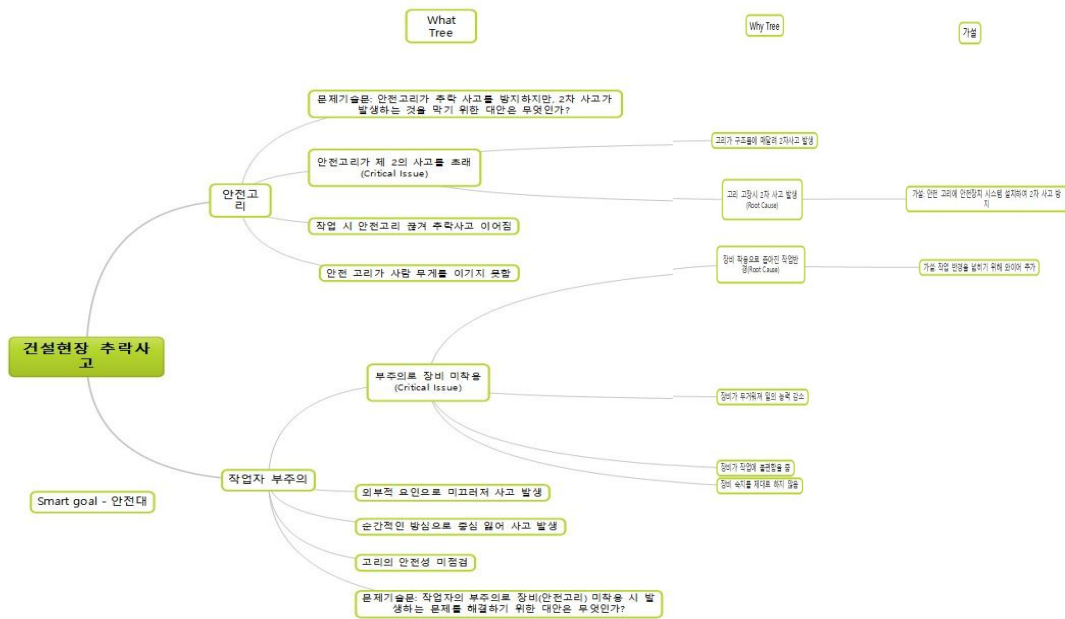 What
Tree
Why Tree
가설
문제기술문: 안전고리가 추락 사고를 방지하지만, 2차 사고가
발생하는 것을 막기 위한 대안은 무엇인가?
안전고리가 제 2의 사고를 초래
(Critical Issue)
고리가 구조물에 매달려 2차사고 발생
안전고
리
고리 고장시 2차 사고 발생
(Root Cause)
가설: 안전 고리에 안전장치 시스템 설치하여 2차 사고 방
지
작업 시 안전고리 끊겨 추락사고 이어짐
안전 고리가 사람 무게를 이기지 못함
장비 착용으로 좁아진 작업반
경(Root Cause)
가설: 작업 반경을 넓히기 위해 와이어 추가
건설현장 추락사
고
부주의로 장비 미착용
(Critical Issue)
장비가 무거워져 일의 능력 감소
작업자 부주의
장비가 작업에 불편함을 줌
장비 숙지를 제대로 하지 않음
Smart goal - 안전대
외부적 요인으로 미끄러저 사고 발생
순간적인 방심으로 중심 잃어 사고 발생
고리의 안전성 미점검
문제기술문: 작업자의 부주의로 장비(안전고리) 미착용 시 발
생하는 문제를 해결하기 위한 대안은 무엇인가?